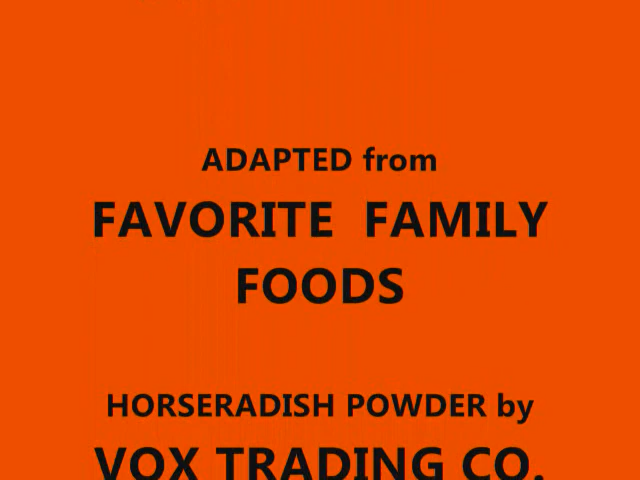 ADAPTED from
FAVORITE FAMILY
FOODS
HORSERADISH POWDER by
VOX TRADING CO.